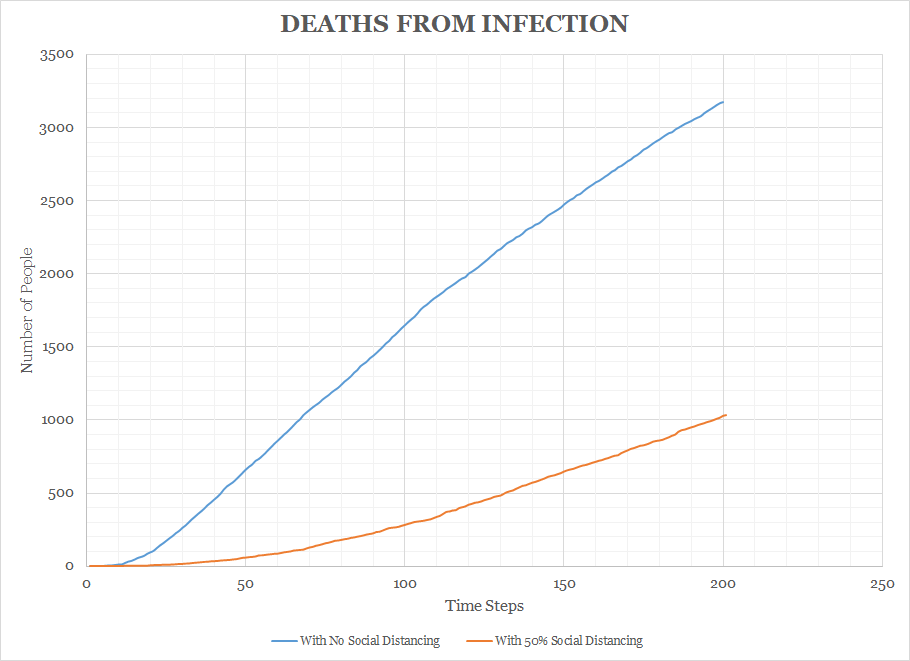 DEATHS FROM INFECTION
3500
3000
2500
2000
1500
1000
500
0
0 50 100 150 200 250
Number of People
Time Steps
With No Social Distancing With 50% Social Distancing